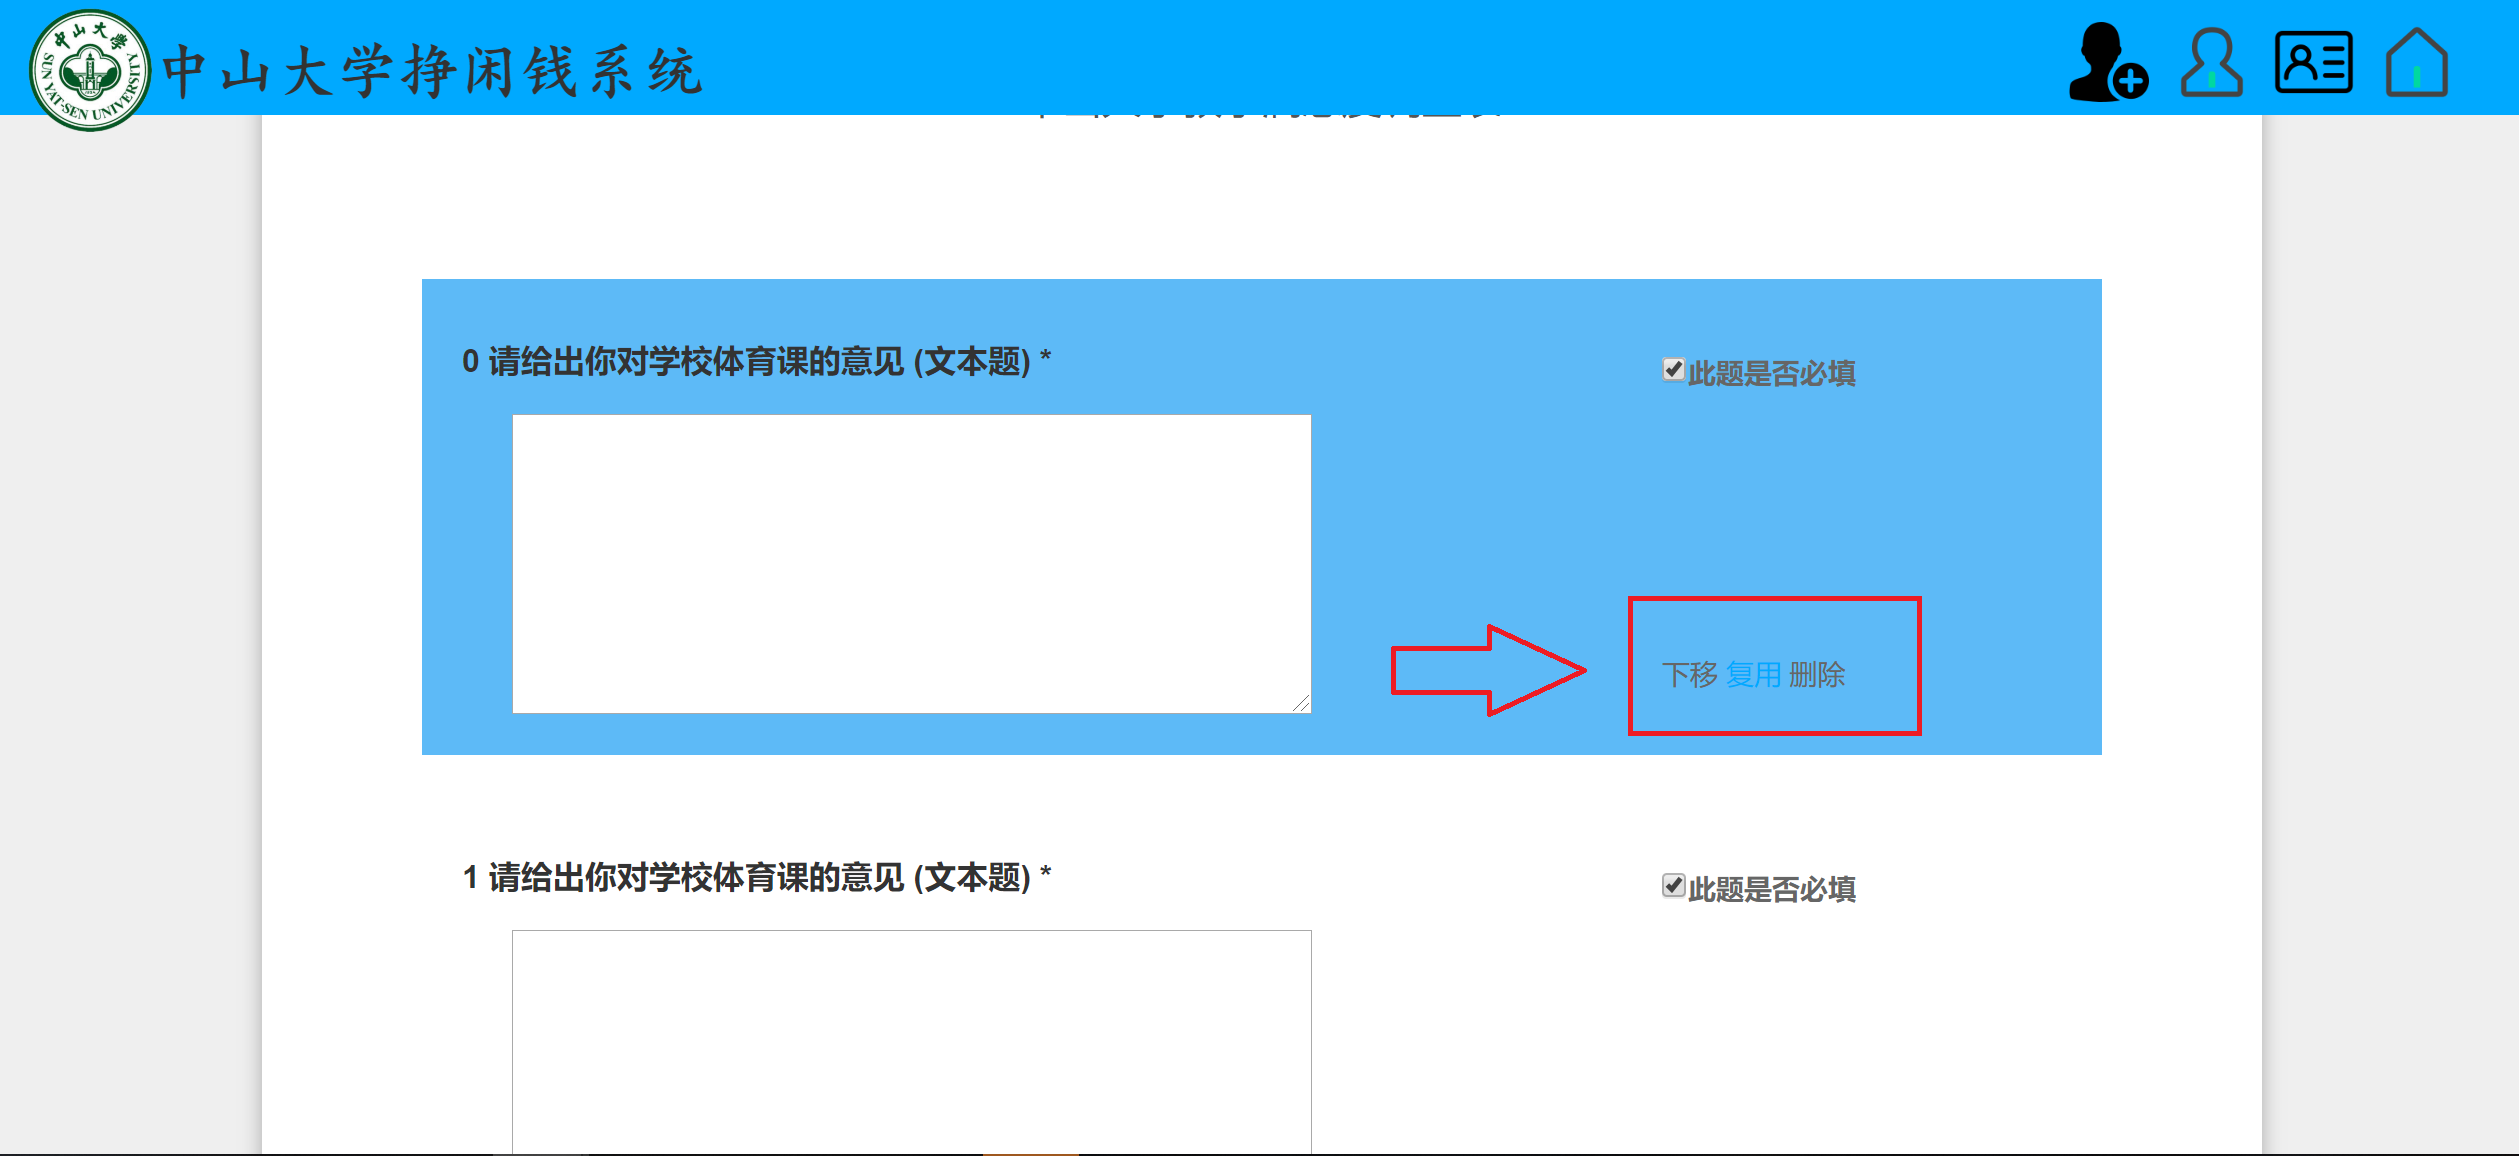 中山大学
SUN YAT-SEN UNIVERSITY
中山大学挣闲钱系统
0 请给出你对学校体育课的意见 (文本题) *
此题是否必填
下移 复用 删除
1 请给出你对学校体育课的意见 (文本题) *
此题是否必填